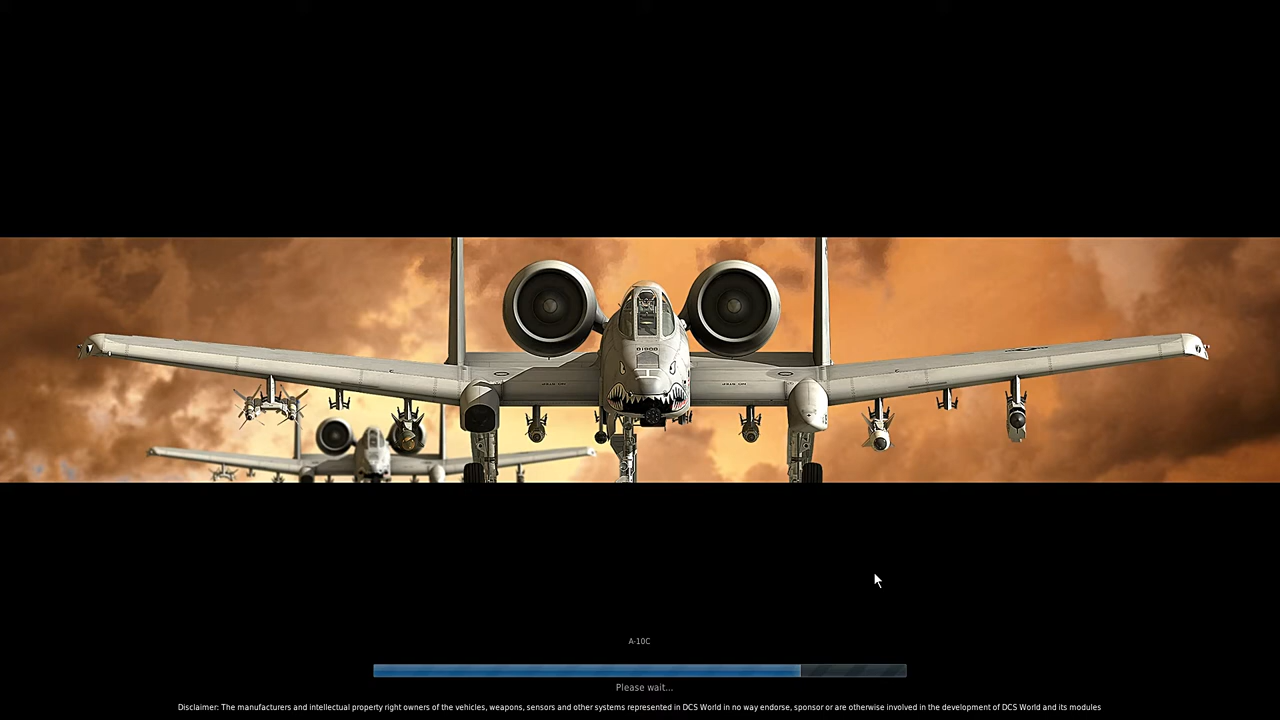 A-10C
Please wait...
Disclaimer: The manufacturers and intellectual property right owners of the vehicles, weapons, sensors and other systems represented in DCS World in no way endorse, sponsor or are otherwise involved in the development of DCS World and its modules